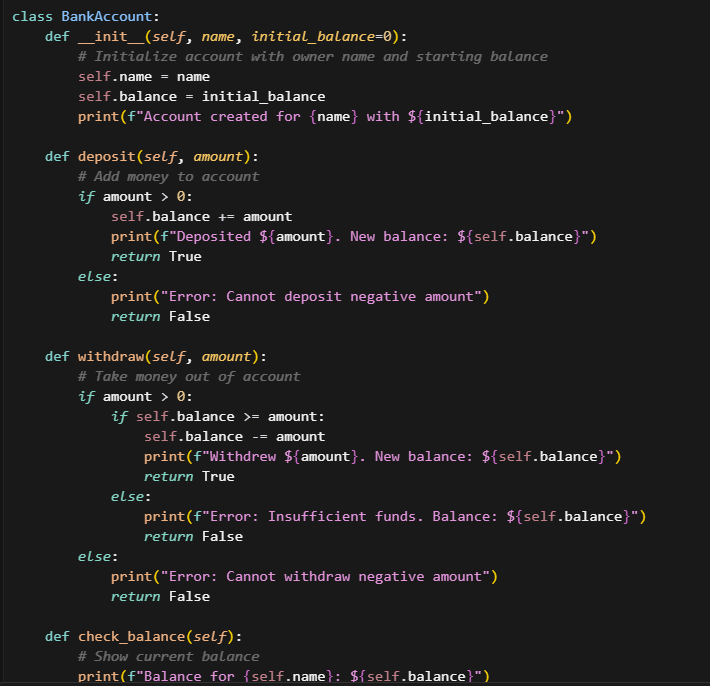 class BankAccount:
    def __init__(self, name, initial_balance=0):
        # Initialize account with owner name and starting balance
        self.name = name
        self.balance = initial_balance
        print(f"Account created for {name} with ${initial_balance}")

    def deposit(self, amount):
        # Add money to account
        if amount > 0:
            self.balance += amount
            print(f"Deposited ${amount}. New balance: ${self.balance}")
            return True
        else:
            print("Error: Cannot deposit negative amount")
            return False

    def withdraw(self, amount):
        # Take money out of account
        if amount > 0:
            if self.balance >= amount:
                self.balance -= amount
                print(f"Withdrew ${amount}. New balance: ${self.balance}")
                return True
            else:
                print(f"Error: Insufficient funds. Balance: ${self.balance}")
                return False
        else:
            print("Error: Cannot withdraw negative amount")
            return False

    def check_balance(self):
        # Show current balance
        print(f"Balance for {self.name}: ${self.balance}")